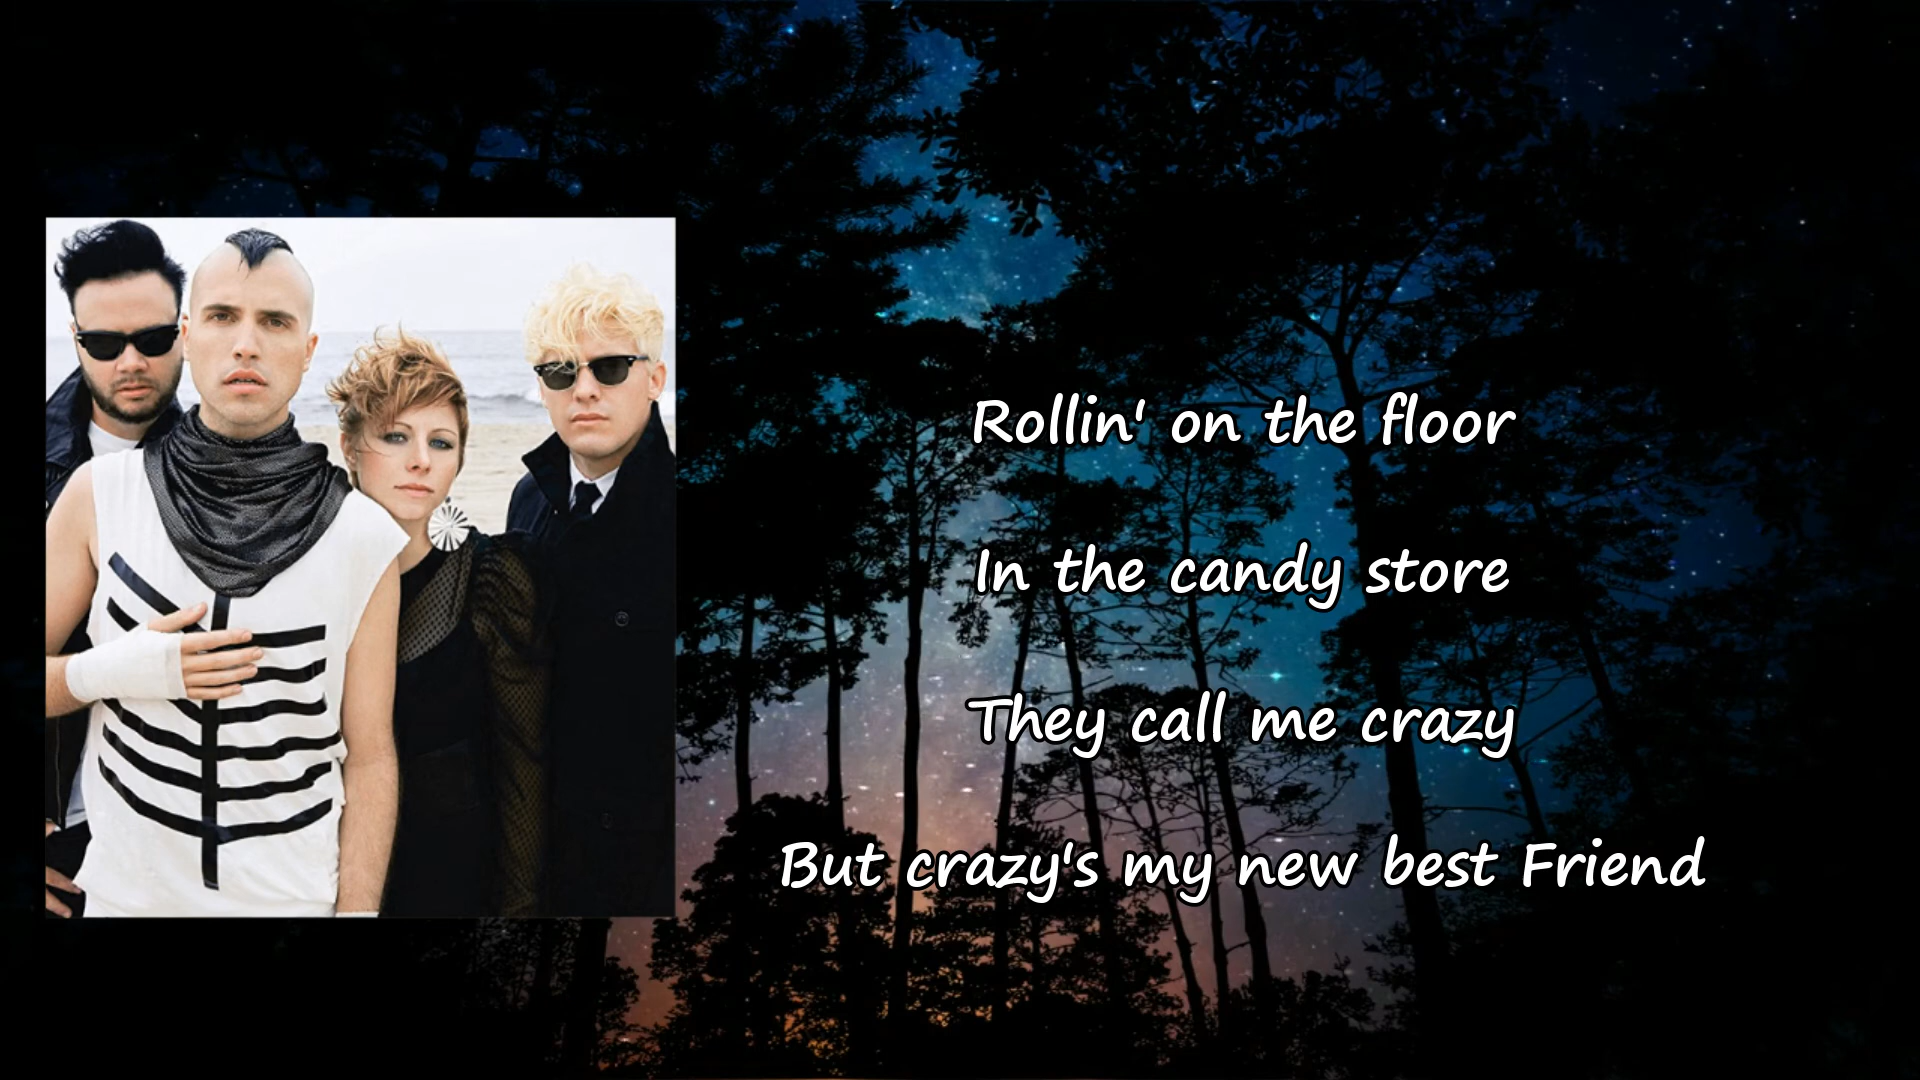 Rollin' on the floor
In the candy store
They call me crazy
But crazy's my new best Friend